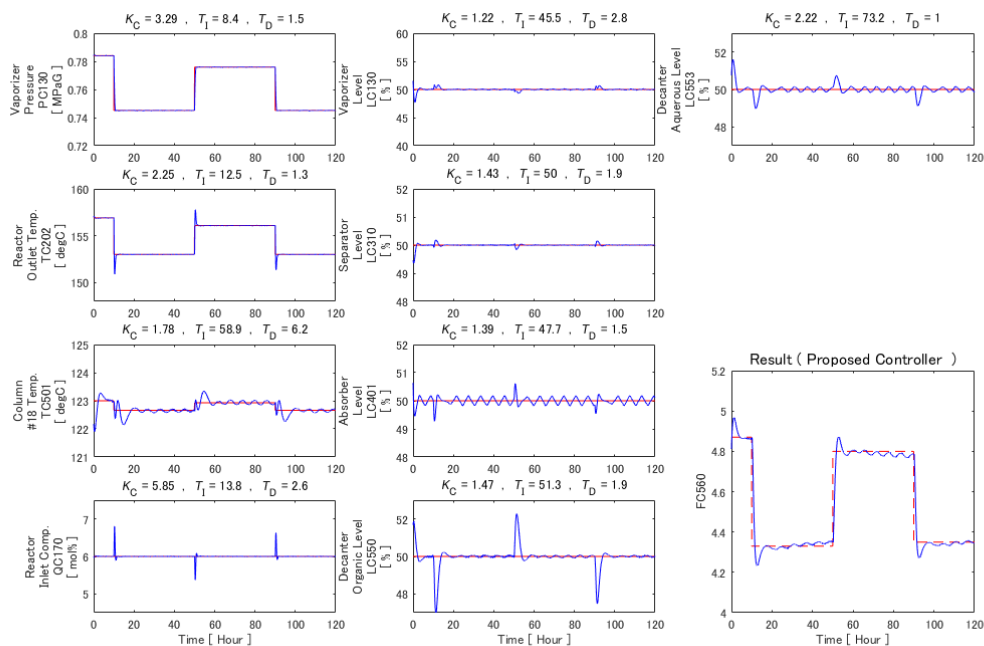 K_C = 3.29 , T_I = 8.4 , T_D = 1.5
Vaporizer
Pressure
PC130
[ MPaG ]
0.8
0.78
0.76
0.74
0.72
0 20 40 60 80 100 120
K_C = 2.25 , T_I = 12.5 , T_D = 1.3
Reactor
Outlet Temp.
TC202
[ degC ]
160
155
150
0 20 40 60 80 100 120
K_C = 1.78 , T_I = 58.9 , T_D = 6.2
Column
#18 Temp.
TC501
[ degC ]
125
124
123
122
121
0 20 40 60 80 100 120
K_C = 5.85 , T_I = 13.8 , T_D = 2.6
Reactor
Inlet Comp.
QC170
[ mol% ]
7
6
5
0 20 40 60 80 100 120
Time [ Hour ]
K_C = 1.22 , T_I = 45.5 , T_D = 2.8
Vaporizer
Level
LC130
[ % ]
60
55
50
45
40
0 20 40 60 80 100 120
K_C = 1.43 , T_I = 50 , T_D = 1.9
Separator
Level
LC310
[ % ]
52
51
50
49
48
0 20 40 60 80 100 120
K_C = 1.39 , T_I = 47.7 , T_D = 1.5
Absorber
Level
LC401
[ % ]
52
51
50
49
48
0 20 40 60 80 100 120
K_C = 1.47 , T_I = 51.3 , T_D = 1.9
Decanter
Organic Level
LC550
[ % ]
52
50
48
0 20 40 60 80 100 120
Time [ Hour ]
K_C = 2.22 , T_I = 73.2 , T_D = 1
Decanter
Aquerous Level
LC553
[ % ]
52
50
48
0 20 40 60 80 100 120
Result ( Proposed Controller )
FC560
5.2
5
4.8
4.6
4.4
4.2
4
0 20 40 60 80 100 120
Time [ Hour ]